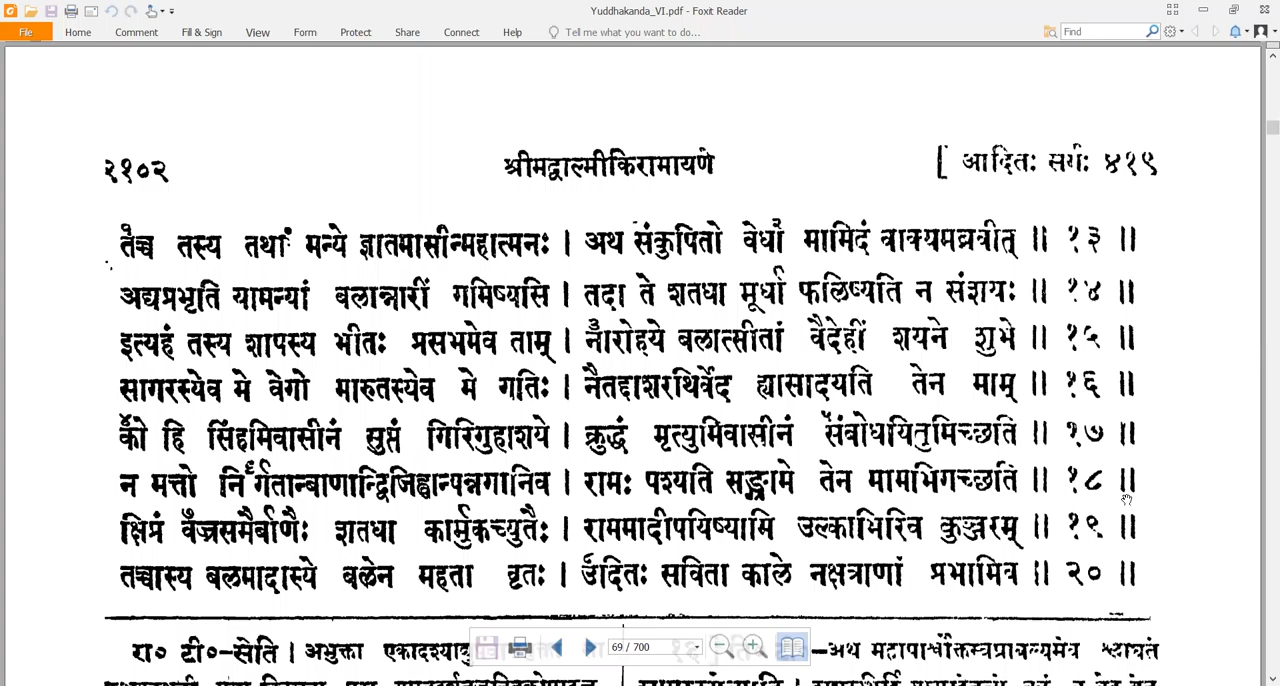 Yuddhakanda_VI.pdf - Foxit Reader
File Home Comment Fill & Sign View Form Protect Share Connect Help Tell me what you want to do... Find
२१०२ श्रीमद्वाल्मीकिरामायणे [ आदितः सर्गः ४१९
तच्च तस्य तथा मन्ये ज्ञातमासीन्महात्मनः | अथ संकुपितो वेधा मामिदं वाक्यमब्रवीत् || १३ ||
अद्यप्रभृति यामन्यां बलान्नारीं गमिष्यसि | तदा ते शतधा मूर्धा फलिष्यति न संशयः || १४ ||
इत्यहं तस्य शापस्य भीतः प्रसभमेव ताम् | नारोहये बलात्सीतां वैदेहीं शयने शुभे || १५ ||
सागरस्येव मे वेगो मारुतस्येव मे गतिः | नैतद्दाशरथिर्वेद ह्यासादयति तेन माम् || १६ ||
को हि सिंहमिवासीनं सुप्तं गिरिगुहाशये | क्रुद्धं मृत्युमिवासीनं संबोधयितुमिच्छति || १७ ||
न मत्तो निर्गतान्बाणान्द्विजिह्वान्पन्नगानिव | रामः पश्यति सङ्ग्रामे तेन मामभिगच्छति || १८ ||
क्षिप्रं वज्रसमैर्बाणैः शतधा कार्मुकच्युतैः | राममादीपयिष्यामि उल्काभिरिव कुञ्जरम् || १९ ||
तच्चास्य बलमादास्ये बलेन महता वृतः | उदितः सविता काले नक्षत्राणां प्रभामिव || २० ||
रा० टी०-सेति | अभुक्ता —अथ
69 / 700